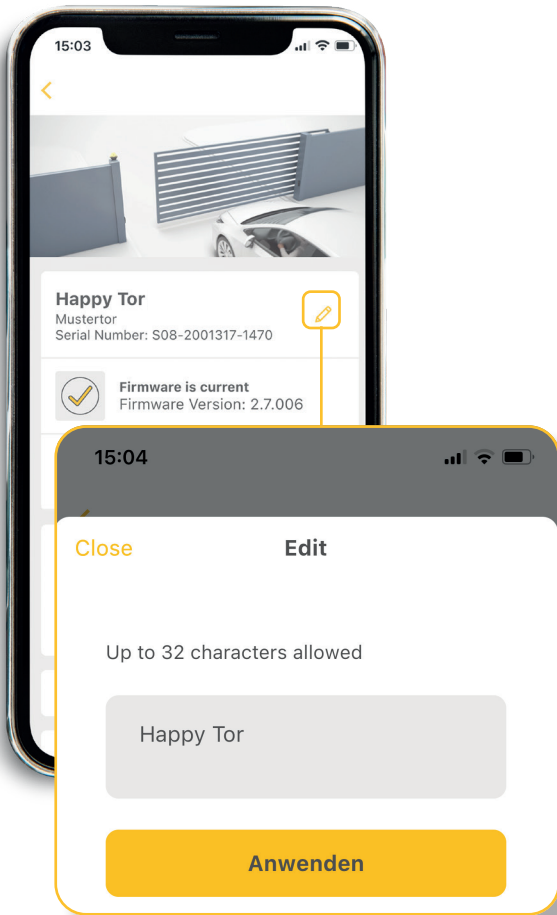 15:03
Happy Tor
Mustertor
Serial Number: S08-2001317-1470
Firmware is current
Firmware Version: 2.7.006
15:04
Close
Edit
Up to 32 characters allowed
Happy Tor
Anwenden